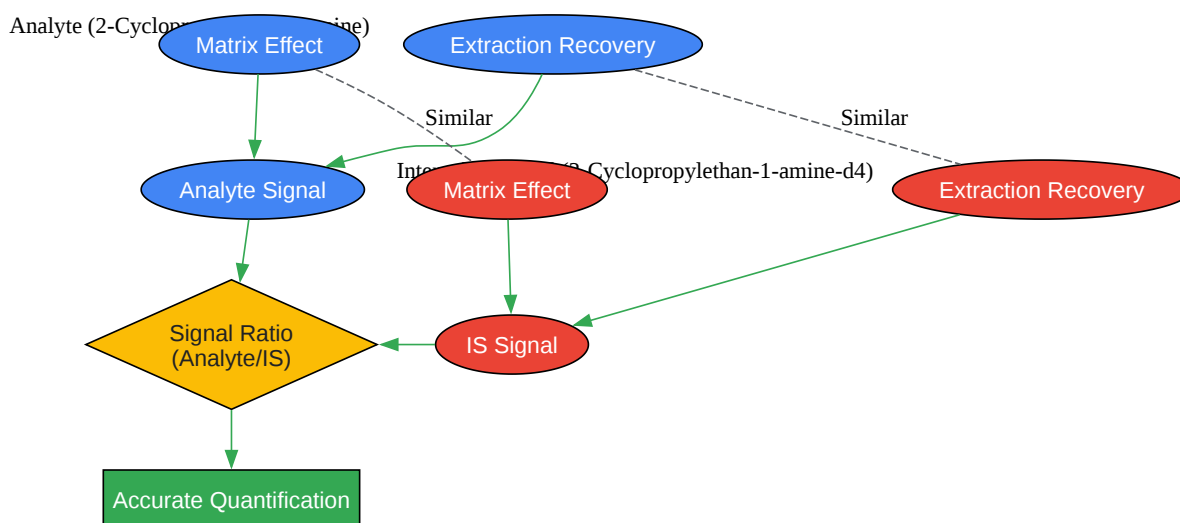 Analyte (2-Cyclopr
ine)
Matrix Effect
Extraction Recovery
Similar
Similar
Inte
2-Cyclopropylethan-1-amine-d4)
Analyte Signal
Matrix Effect
Extraction Recovery
Signal Ratio
(Analyte/IS)
IS Signal
Accurate Quantification